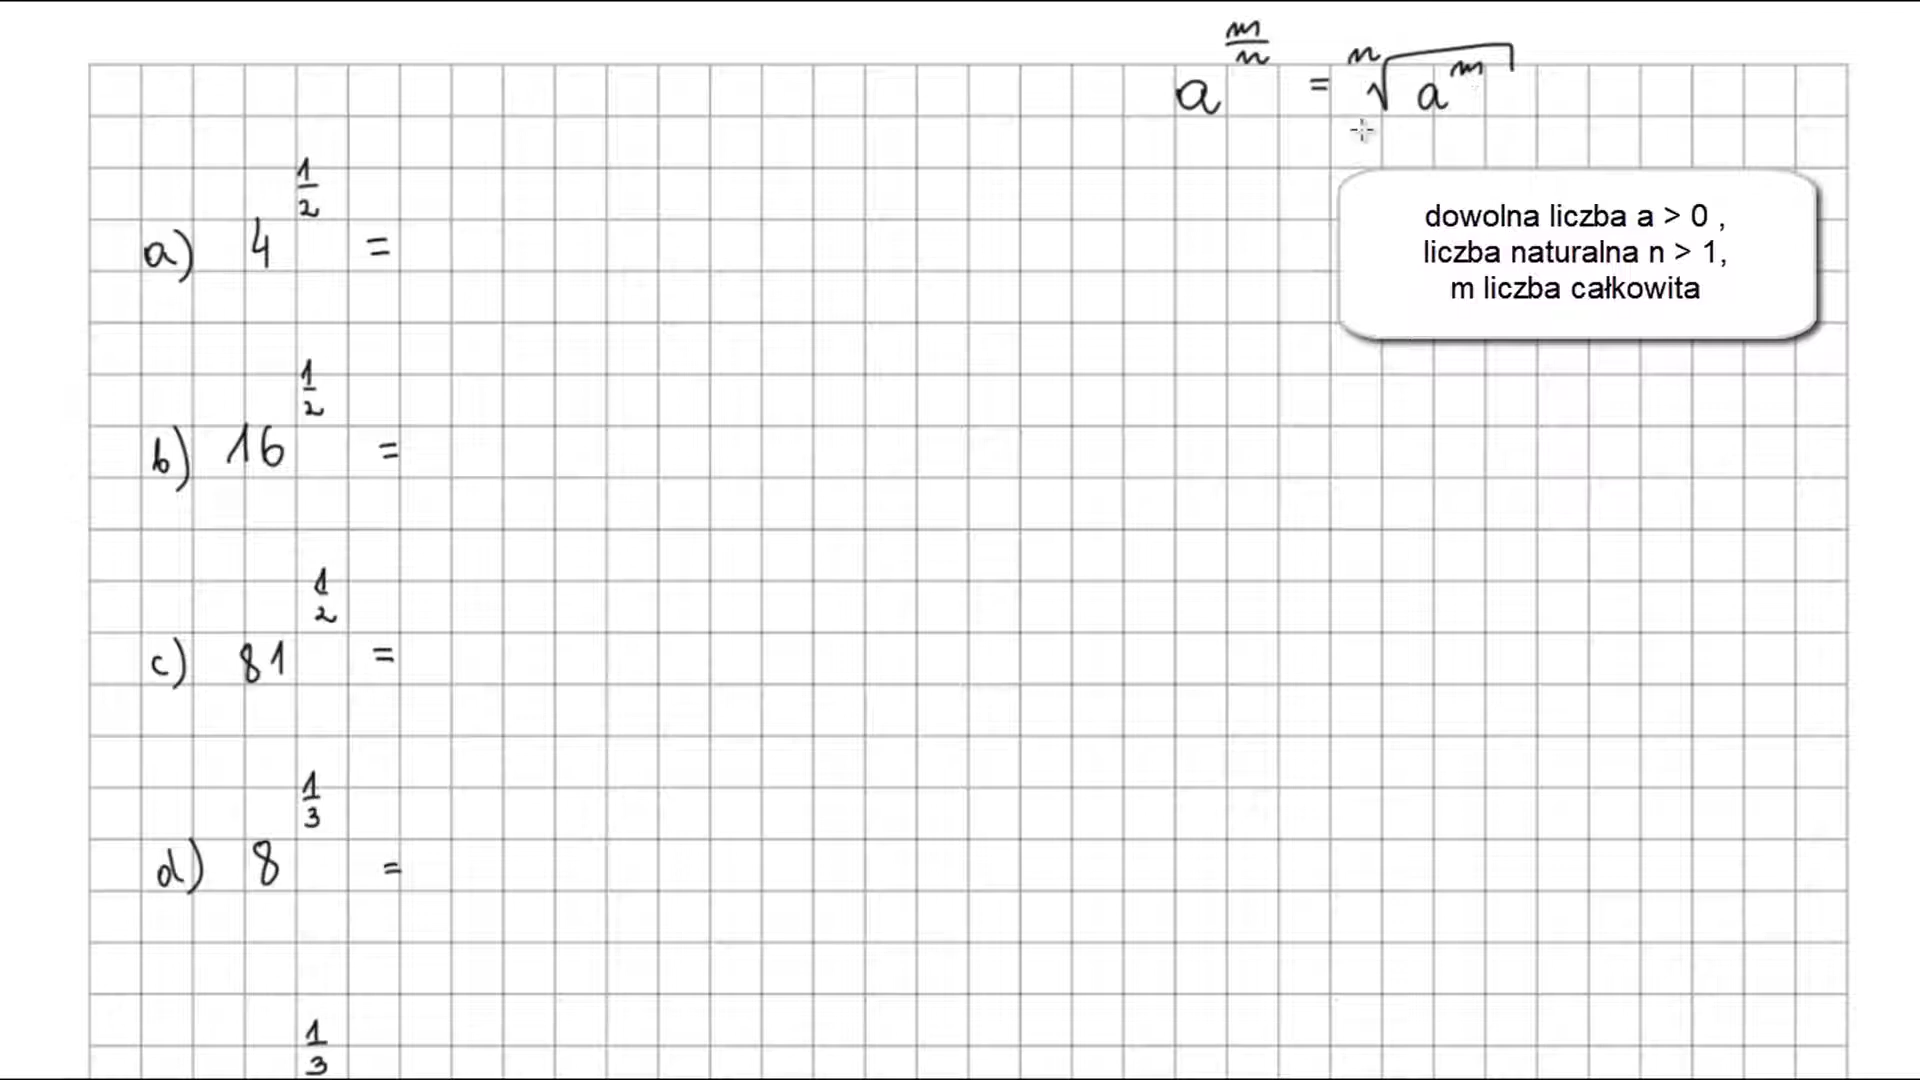 a^(m/n) = ⁿ√(a^m)
dowolna liczba a > 0 ,
liczba naturalna n > 1,
m liczba całkowita
a) 4^(1/2) =
b) 16^(1/2) =
c) 81^(1/2) =
d) 8^(1/3) =
1/3